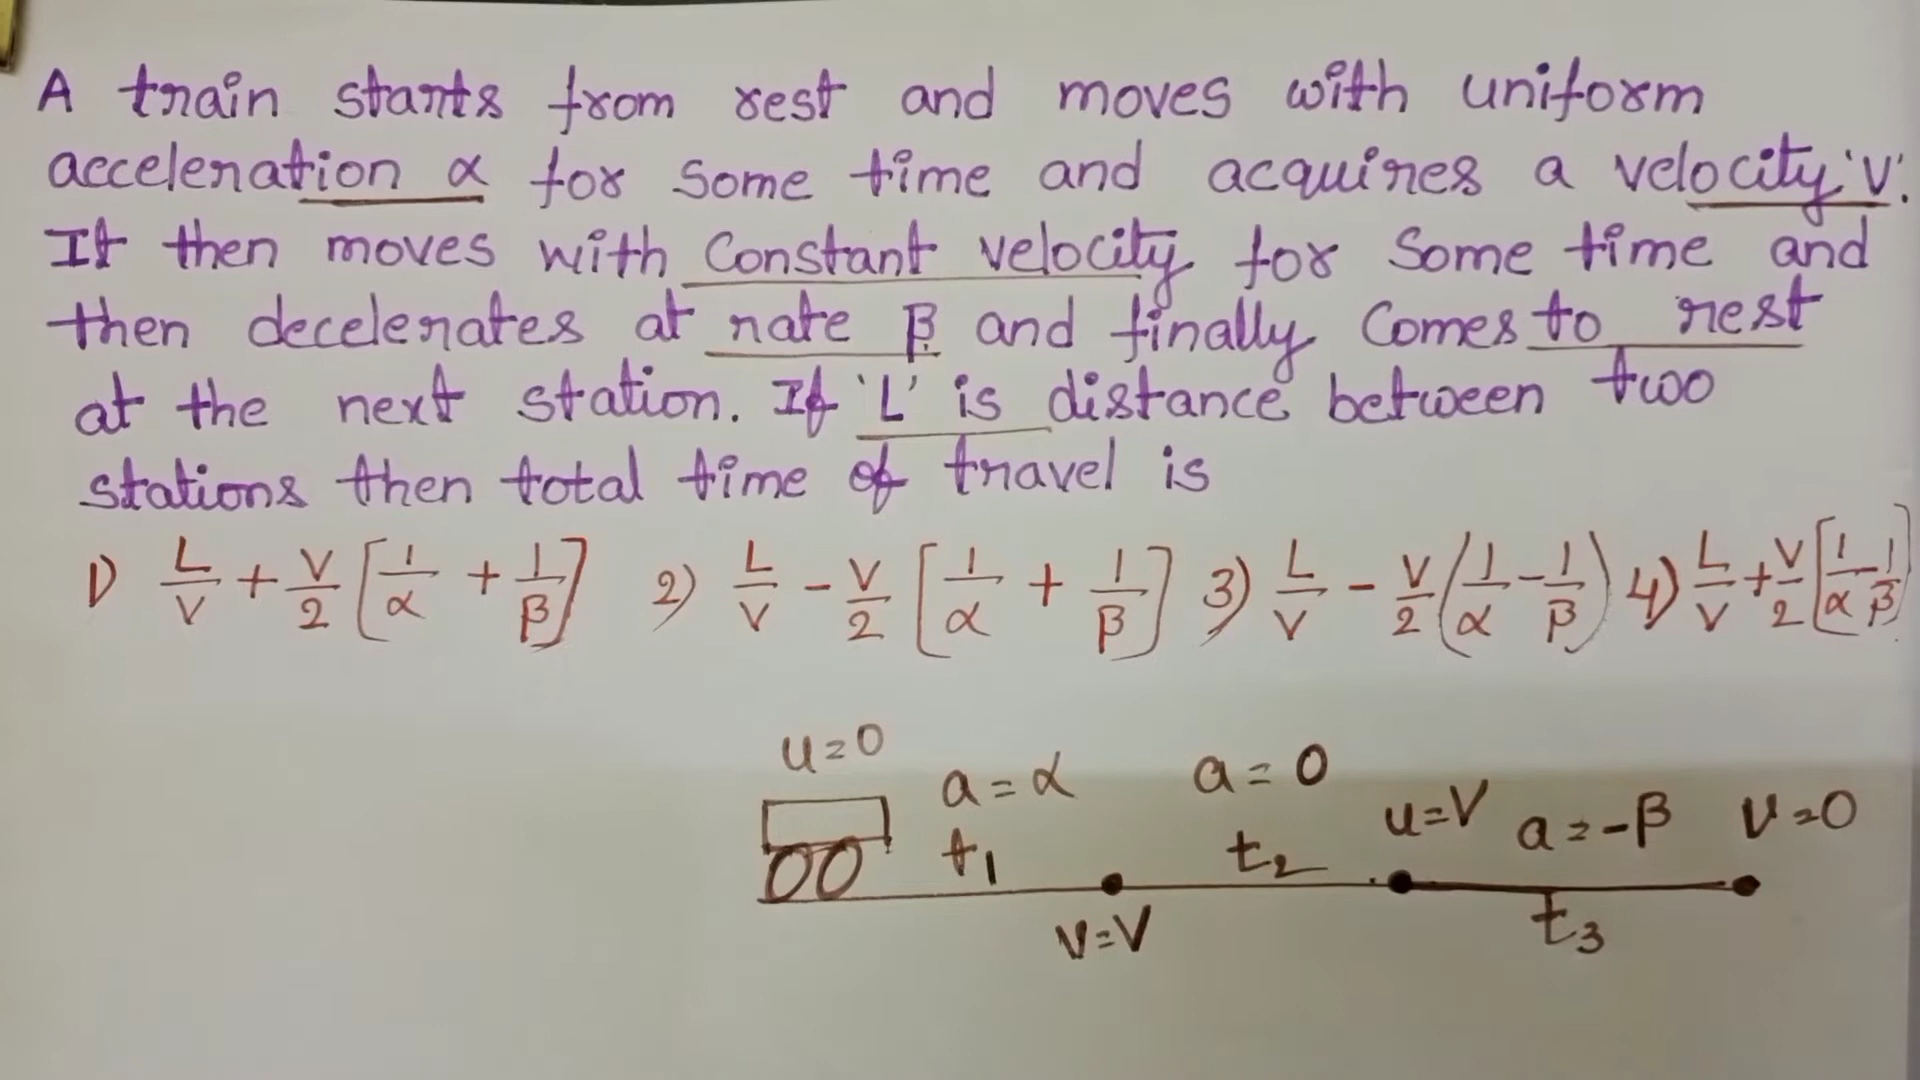 A train starts from rest and moves with uniform
acceleration α for some time and acquires a velocity 'V'.
It then moves with constant velocity for some time and
then decelerates at rate β and finally comes to rest
at the next station. If 'L' is distance between two
stations then total time of travel is
1) L/V + V/2 [1/α + 1/β] 2) L/V - V/2 [1/α + 1/β] 3) L/V - V/2 (1/α - 1/β) 4) L/V + V/2 [1/α - 1/β]
u=0
a=α
a=0
u=V
a=-β
V=0
t1
t2
t3
V=V